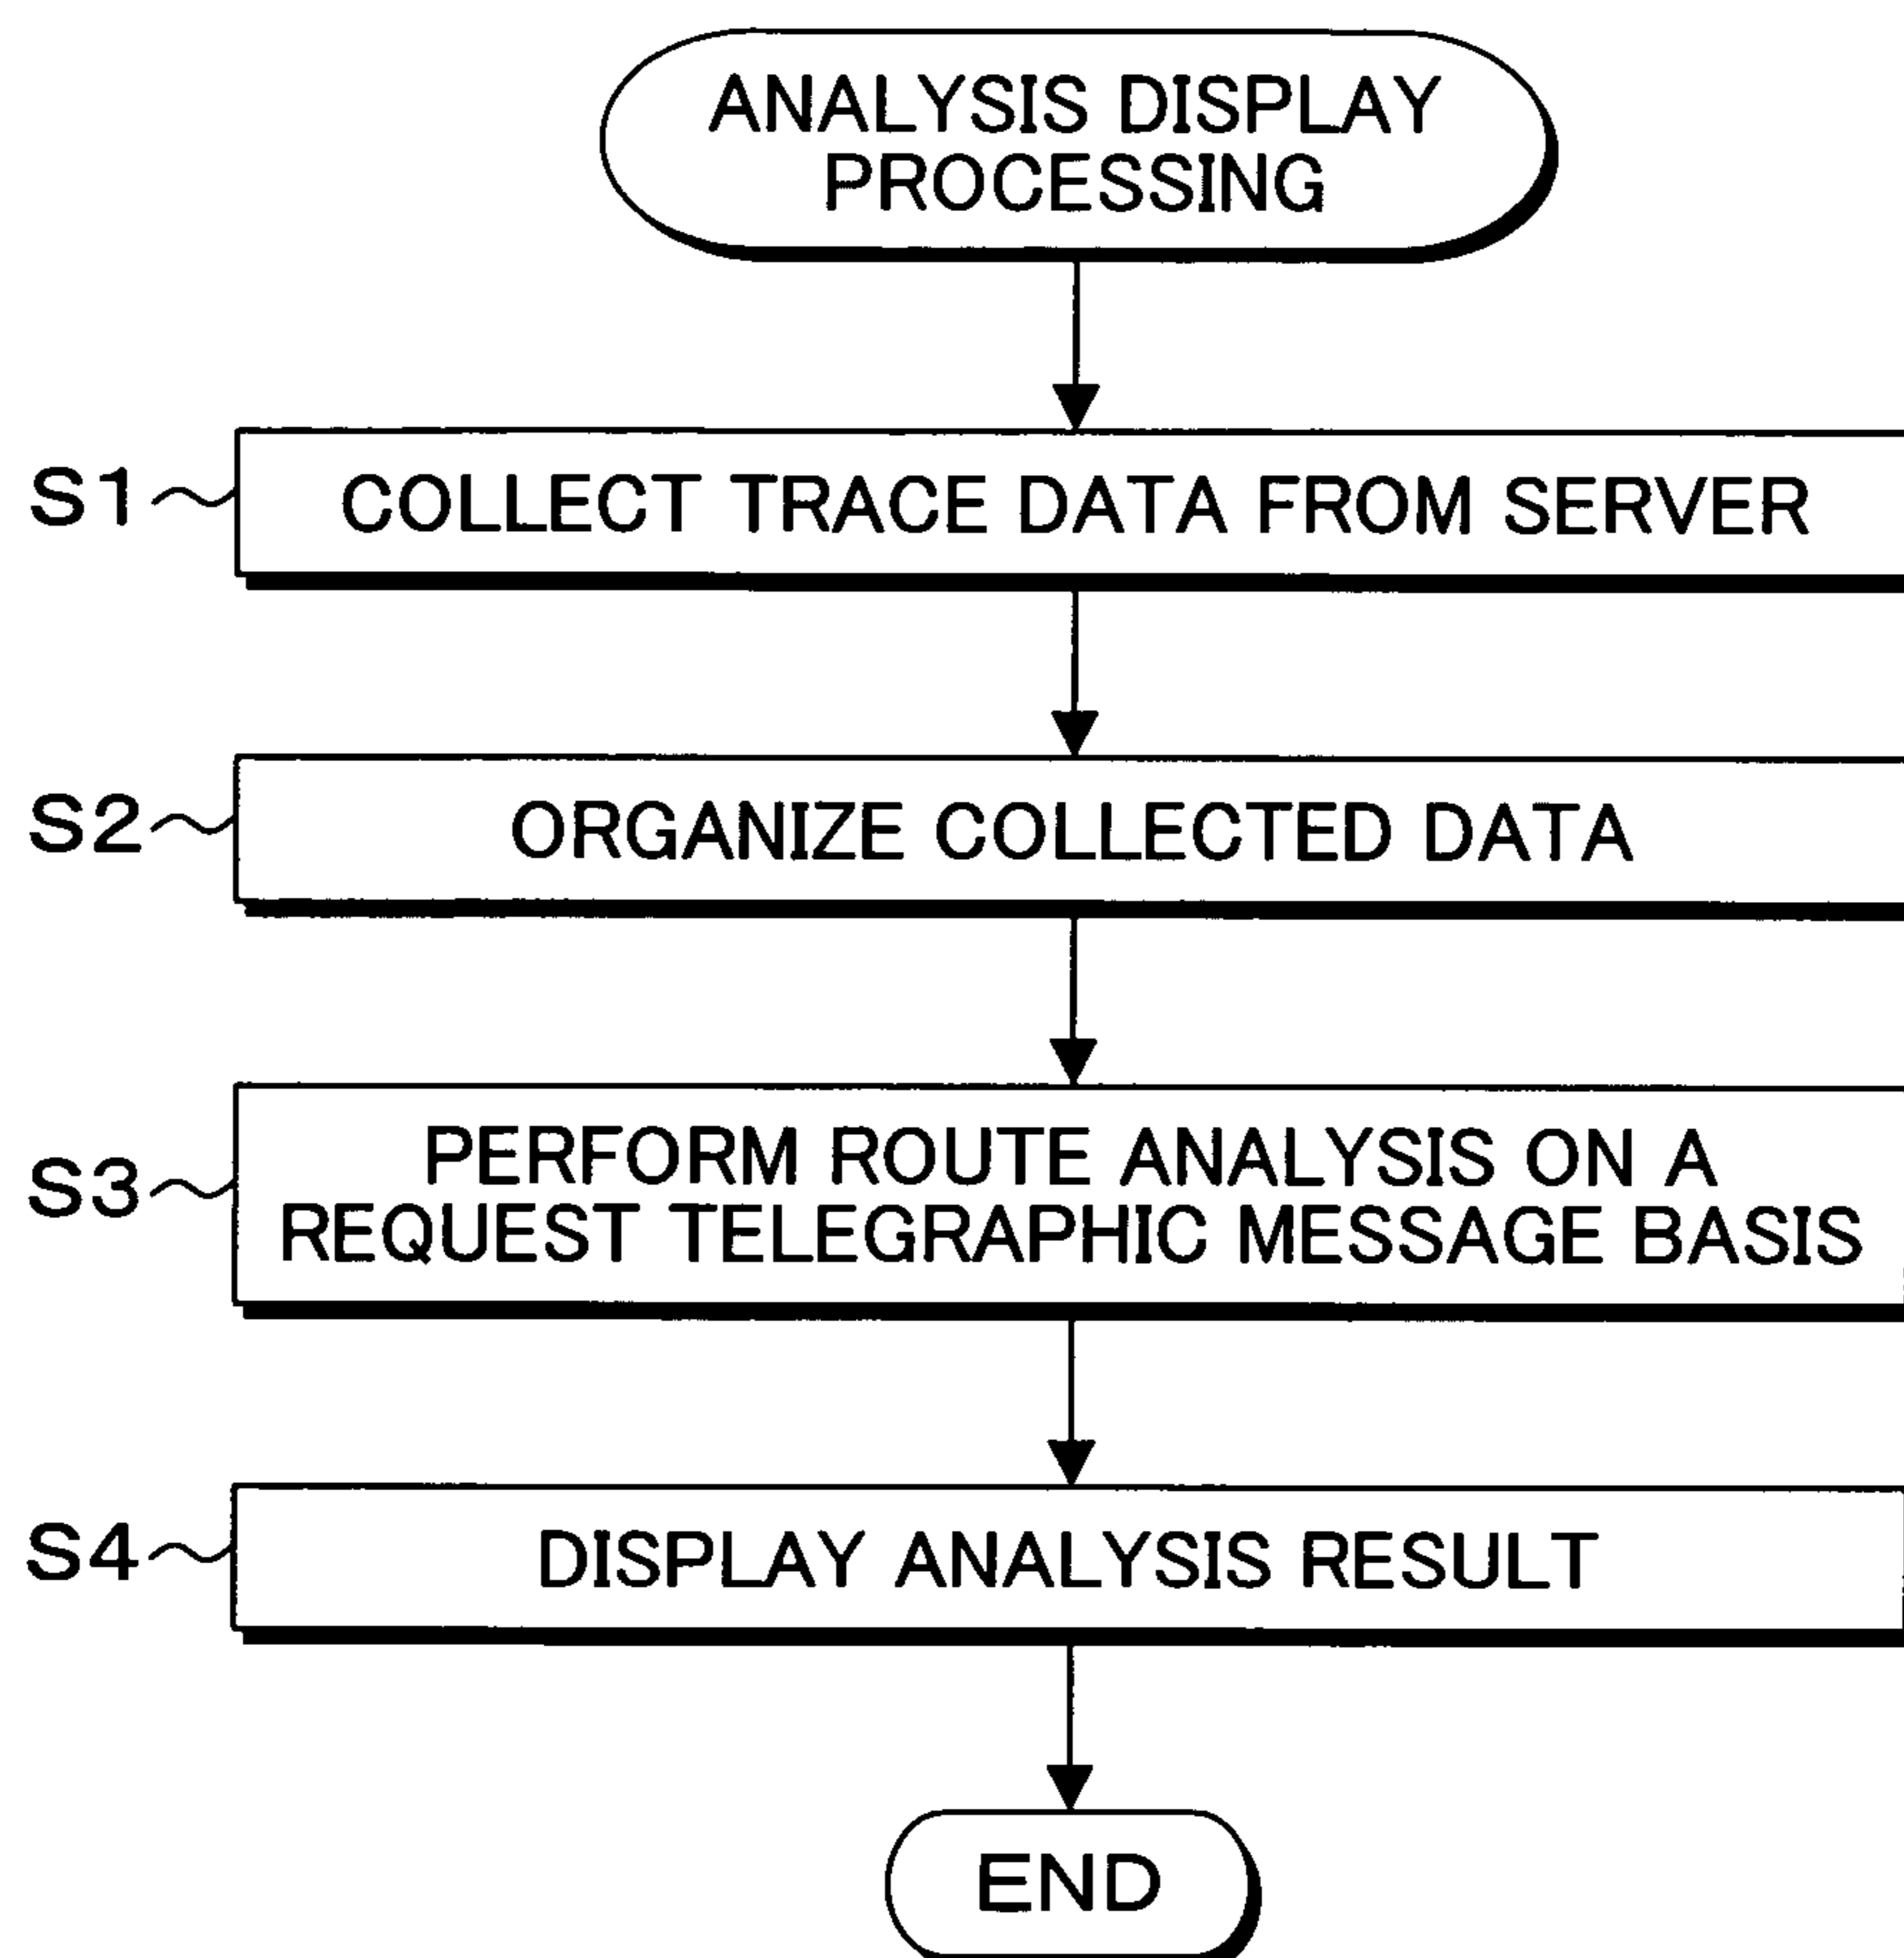 ANALYSIS DISPLAY
PROCESSING
S1
COLLECT TRACE DATA FROM SERVER
S2
ORGANIZE COLLECTED DATA
S3
PERFORM ROUTE ANALYSIS ON A
REQUEST TELEGRAPHIC MESSAGE BASIS
S4
DISPLAY ANALYSIS RESULT
END